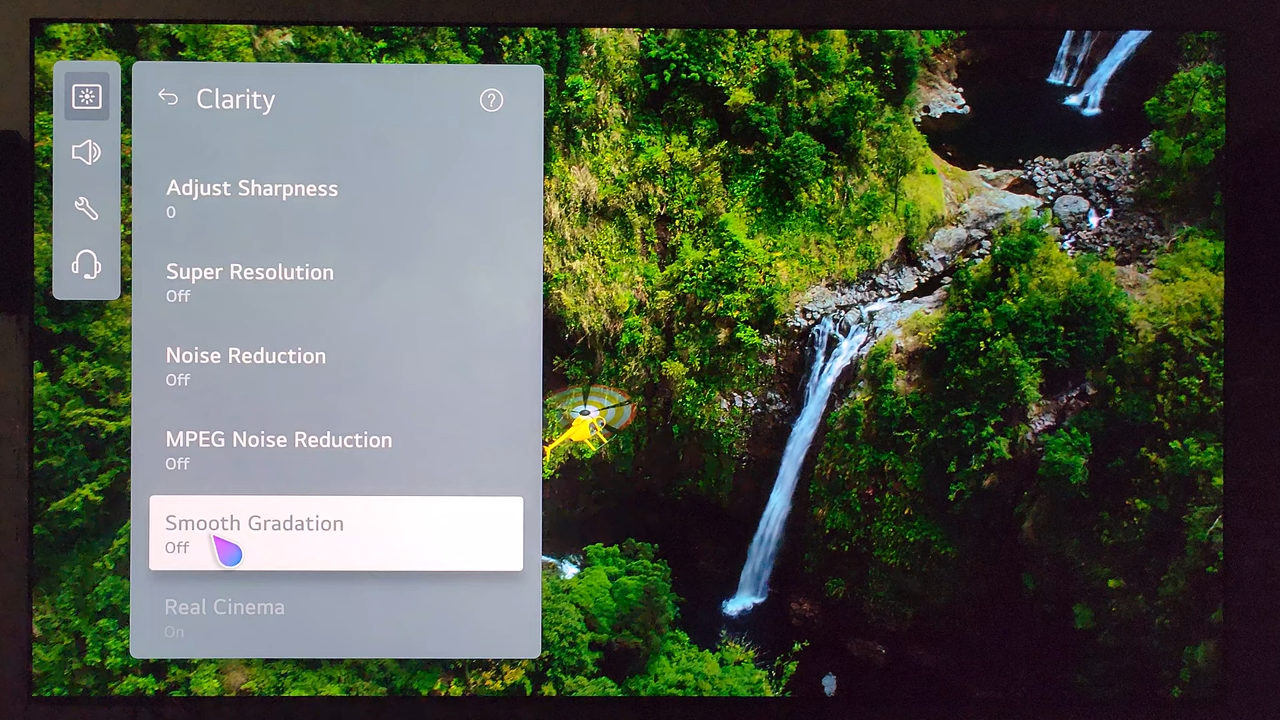 Clarity
?
Adjust Sharpness
0
Super Resolution
Off
Noise Reduction
Off
MPEG Noise Reduction
Off
Smooth Gradation
Off
Real Cinema
On